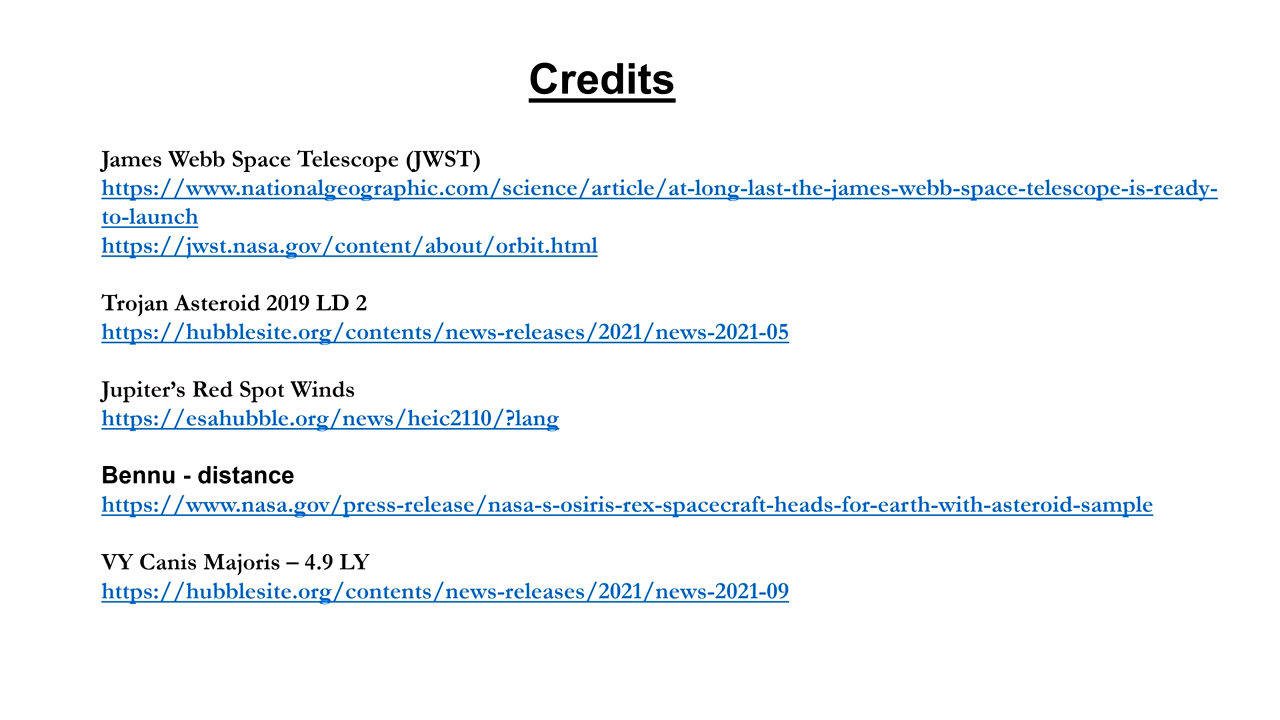 Credits
James Webb Space Telescope (JWST)
https://www.nationalgeographic.com/science/article/at-long-last-the-james-webb-space-telescope-is-ready-
to-launch
https://jwst.nasa.gov/content/about/orbit.html
Trojan Asteroid 2019 LD 2
https://hubblesite.org/contents/news-releases/2021/news-2021-05
Jupiter’s Red Spot Winds
https://esahubble.org/news/heic2110/?lang
Bennu - distance
https://www.nasa.gov/press-release/nasa-s-osiris-rex-spacecraft-heads-for-earth-with-asteroid-sample
VY Canis Majoris – 4.9 LY
https://hubblesite.org/contents/news-releases/2021/news-2021-09